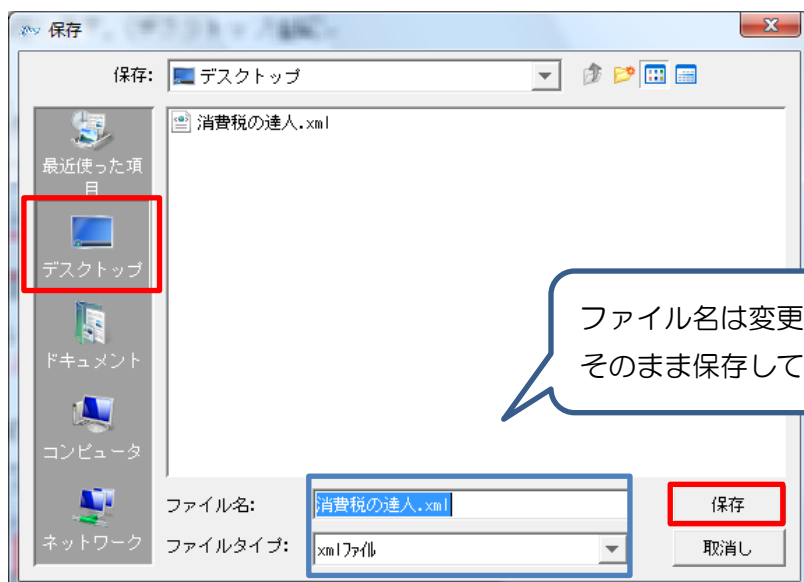 保存
保存:
デスクトップ
消費税の達人.xml
最近使った項
目
デスクトップ
ドキュメント
コンピュータ
ネットワーク
ファイル名は変更
そのまま保存して
ファイル名:
消費税の達人.xml
保存
ファイルタイプ:
xmlファイル
取消し